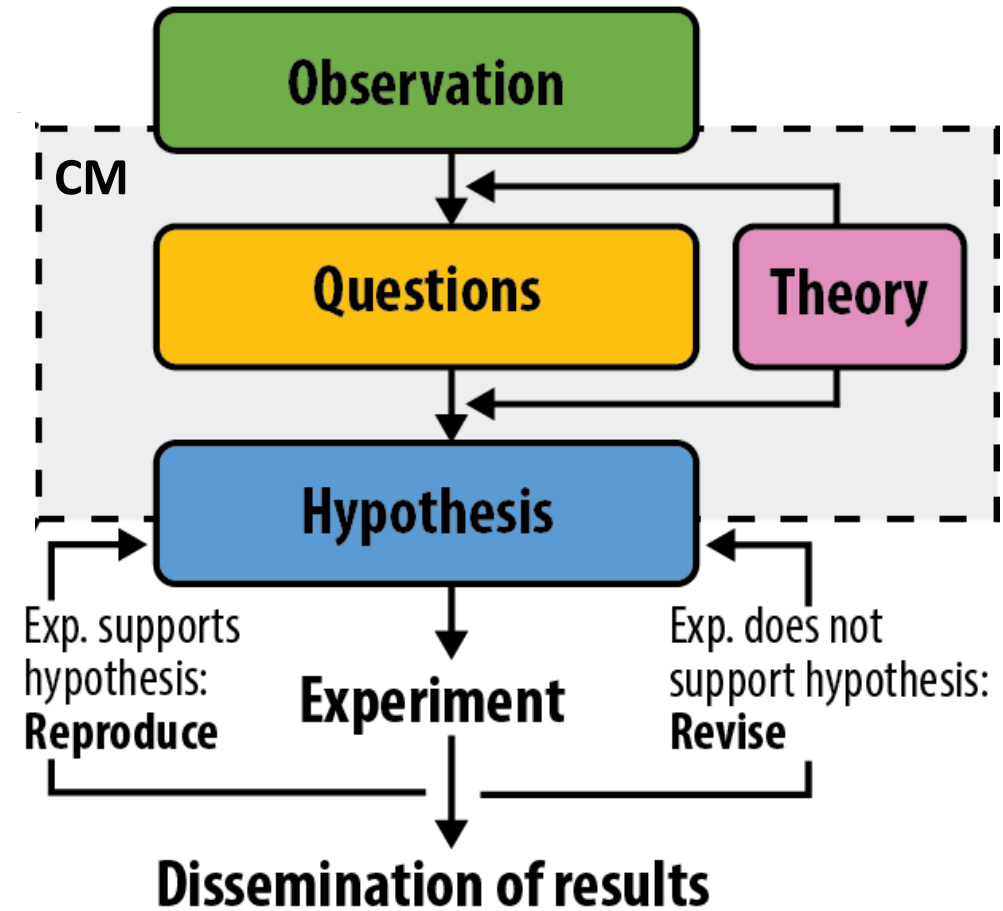 Observation
CM
Questions
Theory
Hypothesis
Exp. supports
hypothesis:
Reproduce
Experiment
Exp. does not
support hypothesis:
Revise
Dissemination of results